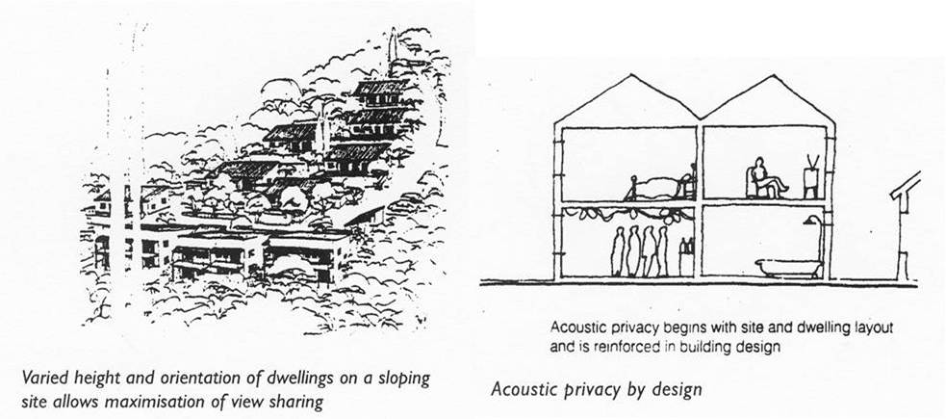 Varied height and orientation of dwellings on a sloping
site allows maximisation of view sharing
Acoustic privacy begins with site and dwelling layout
and is reinforced in building design
Acoustic privacy by design